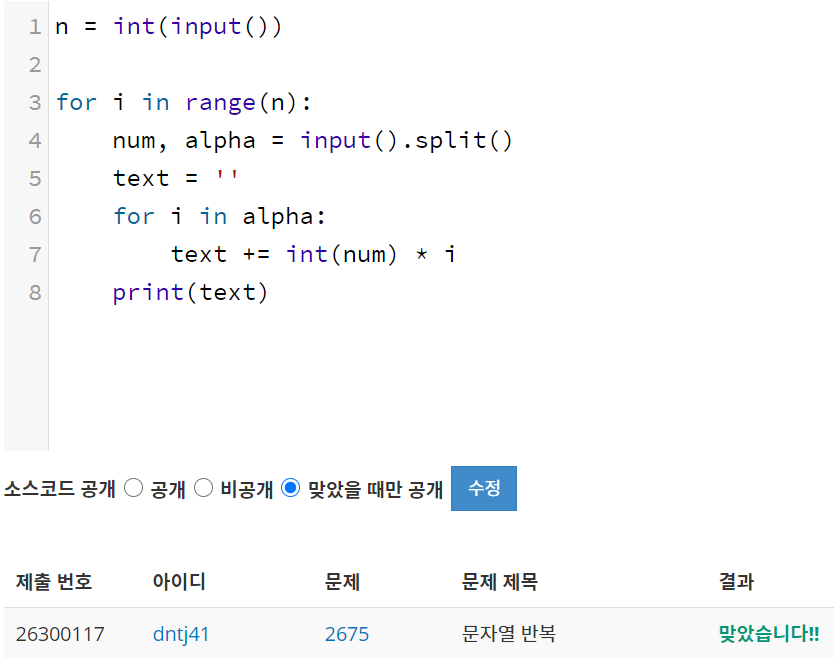 1 n = int(input())
2
3 for i in range(n):
4     num, alpha = input().split()
5     text = ''
6     for i in alpha:
7         text += int(num) * i
8     print(text)
소스코드 공개 공개 비공개 맞았을 때만 공개 수정
제출 번호 아이디 문제 문제 제목 결과
26300117 dntj41 2675 문자열 반복 맞았습니다!!